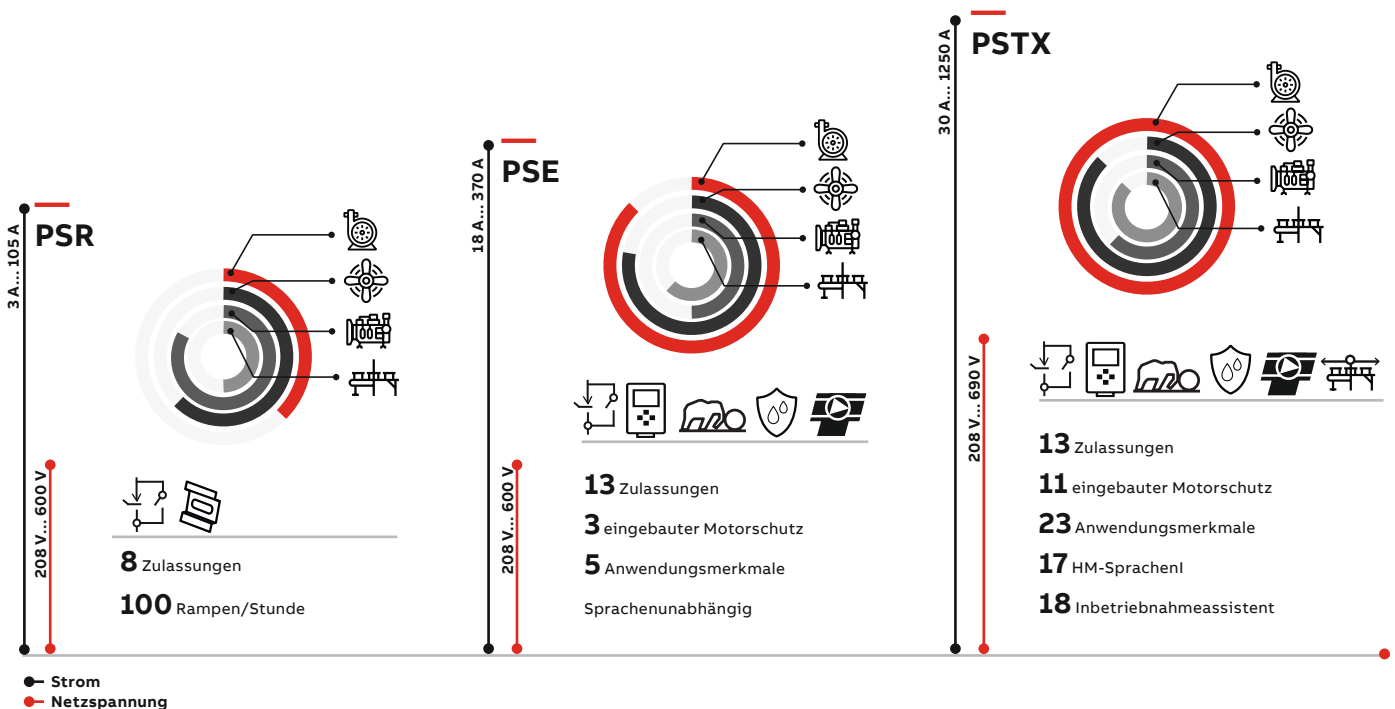 PSR
3 A... 105 A
208 V... 600 V
8 Zulassungen
100 Rampen/Stunde
PSE
18 A... 370 A
208 V... 600 V
13 Zulassungen
3 eingebauter Motorschutz
5 Anwendungsmerkmale
Sprachenunabhängig
PSTX
30 A... 1250 A
208 V... 690 V
13 Zulassungen
11 eingebauter Motorschutz
23 Anwendungsmerkmale
17 HM-SprachenI
18 Inbetriebnahmeassistent
Strom
Netzspannung